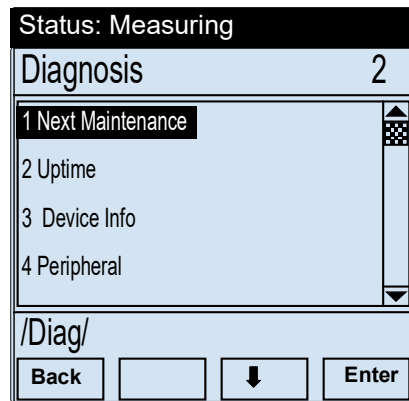 Status: Measuring
Diagnosis 2
1 Next Maintenance
2 Uptime
3 Device Info
4 Peripheral
/Diag/
Back Enter